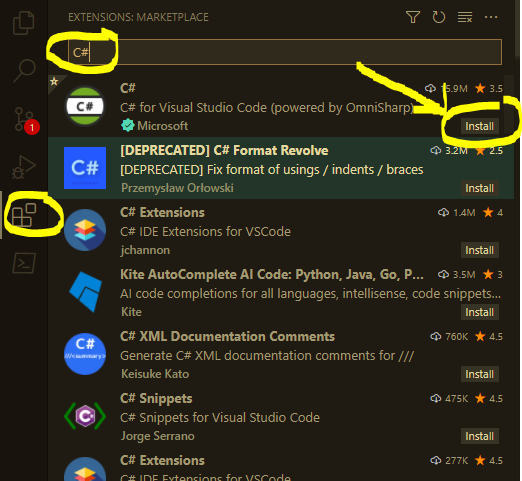 EXTENSIONS: MARKETPLACE
C#
C# 15.9M 3.5
C# for Visual Studio Code (powered by OmniSharp)
Microsoft Install
1
C#
[DEPRECATED] C# Format Revolve 3.2M 2.5
[DEPRECATED] Fix format of usings / indents / braces
Przemysław Orłowski Install
C#
C# Extensions 1.4M 4
C# IDE Extensions for VSCode
jchannon Install
Kite AutoComplete AI Code: Python, Java, Go, P... 3.5M 3
AI code completions for all languages, intellisense, code snippets...
Kite Install
C# XML Documentation Comments 760K 4.5
Generate C# XML documentation comments for ///
Keisuke Kato Install
C#
///<summary>
C# Snippets 475K 4.5
C# Snippets for Visual Studio Code
Jorge Serrano Install
C#
C# Extensions 277K 4.5
C# IDE Extensions for VSCode